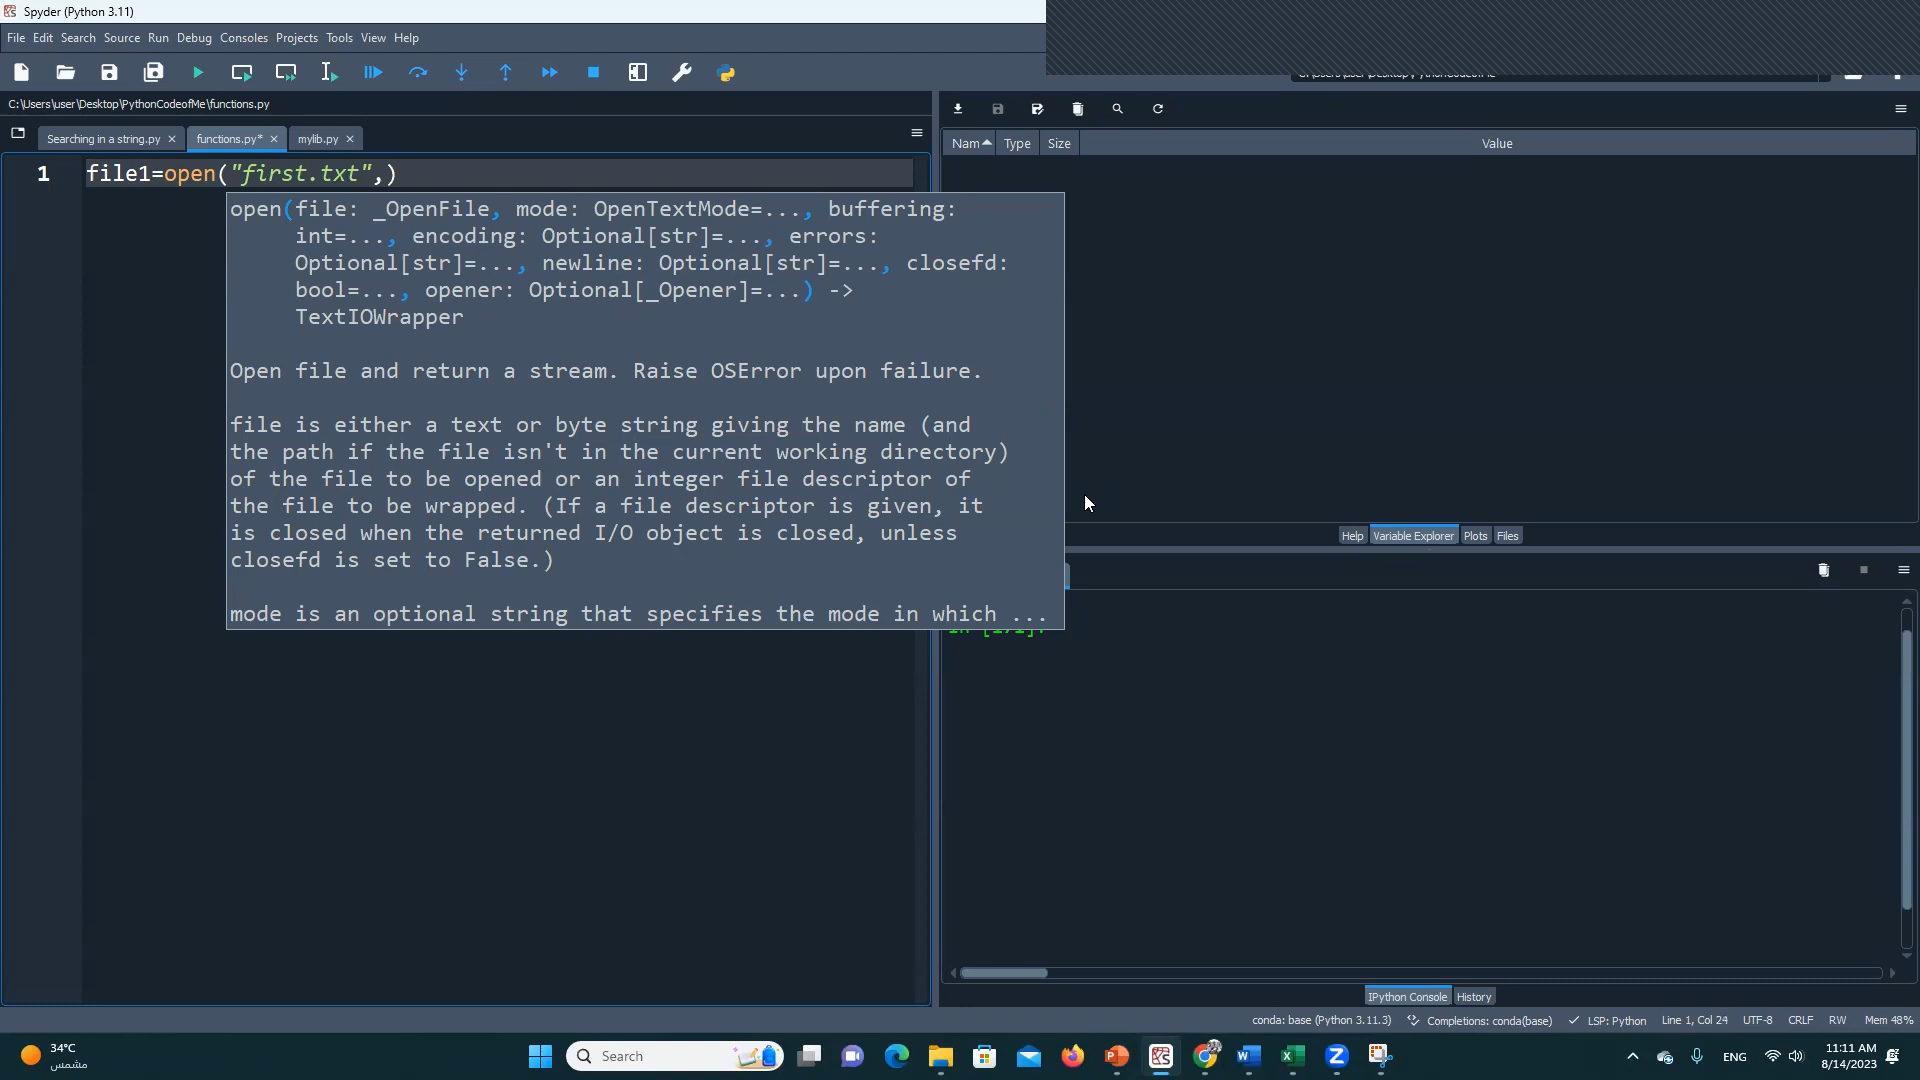 Spyder (Python 3.11)
File Edit Search Source Run Debug Consoles Projects Tools View Help
C:\Users\user\Desktop\PythonCodeofMe\functions.py
Searching in a string.py functions.py* mylib.py
Nam Type Size Value
1 file1=open("first.txt",)
open(file: _OpenFile, mode: OpenTextMode=..., buffering:
int=..., encoding: Optional[str]=..., errors:
Optional[str]=..., newline: Optional[str]=..., closefd:
bool=..., opener: Optional[_Opener]=...) ->
TextIOWrapper
Open file and return a stream. Raise OSError upon failure.
file is either a text or byte string giving the name (and
the path if the file isn't in the current working directory)
of the file to be opened or an integer file descriptor of
the file to be wrapped. (If a file descriptor is given, it
is closed when the returned I/O object is closed, unless
closefd is set to False.)
mode is an optional string that specifies the mode in which ...
Help Variable Explorer Plots Files
IPython Console History
conda: base (Python 3.11.3) Completions: conda(base) LSP: Python Line 1, Col 24 UTF-8 CRLF RW Mem 48%
34°C
مشمس
Search
ENG
11:11 AM
8/14/2023